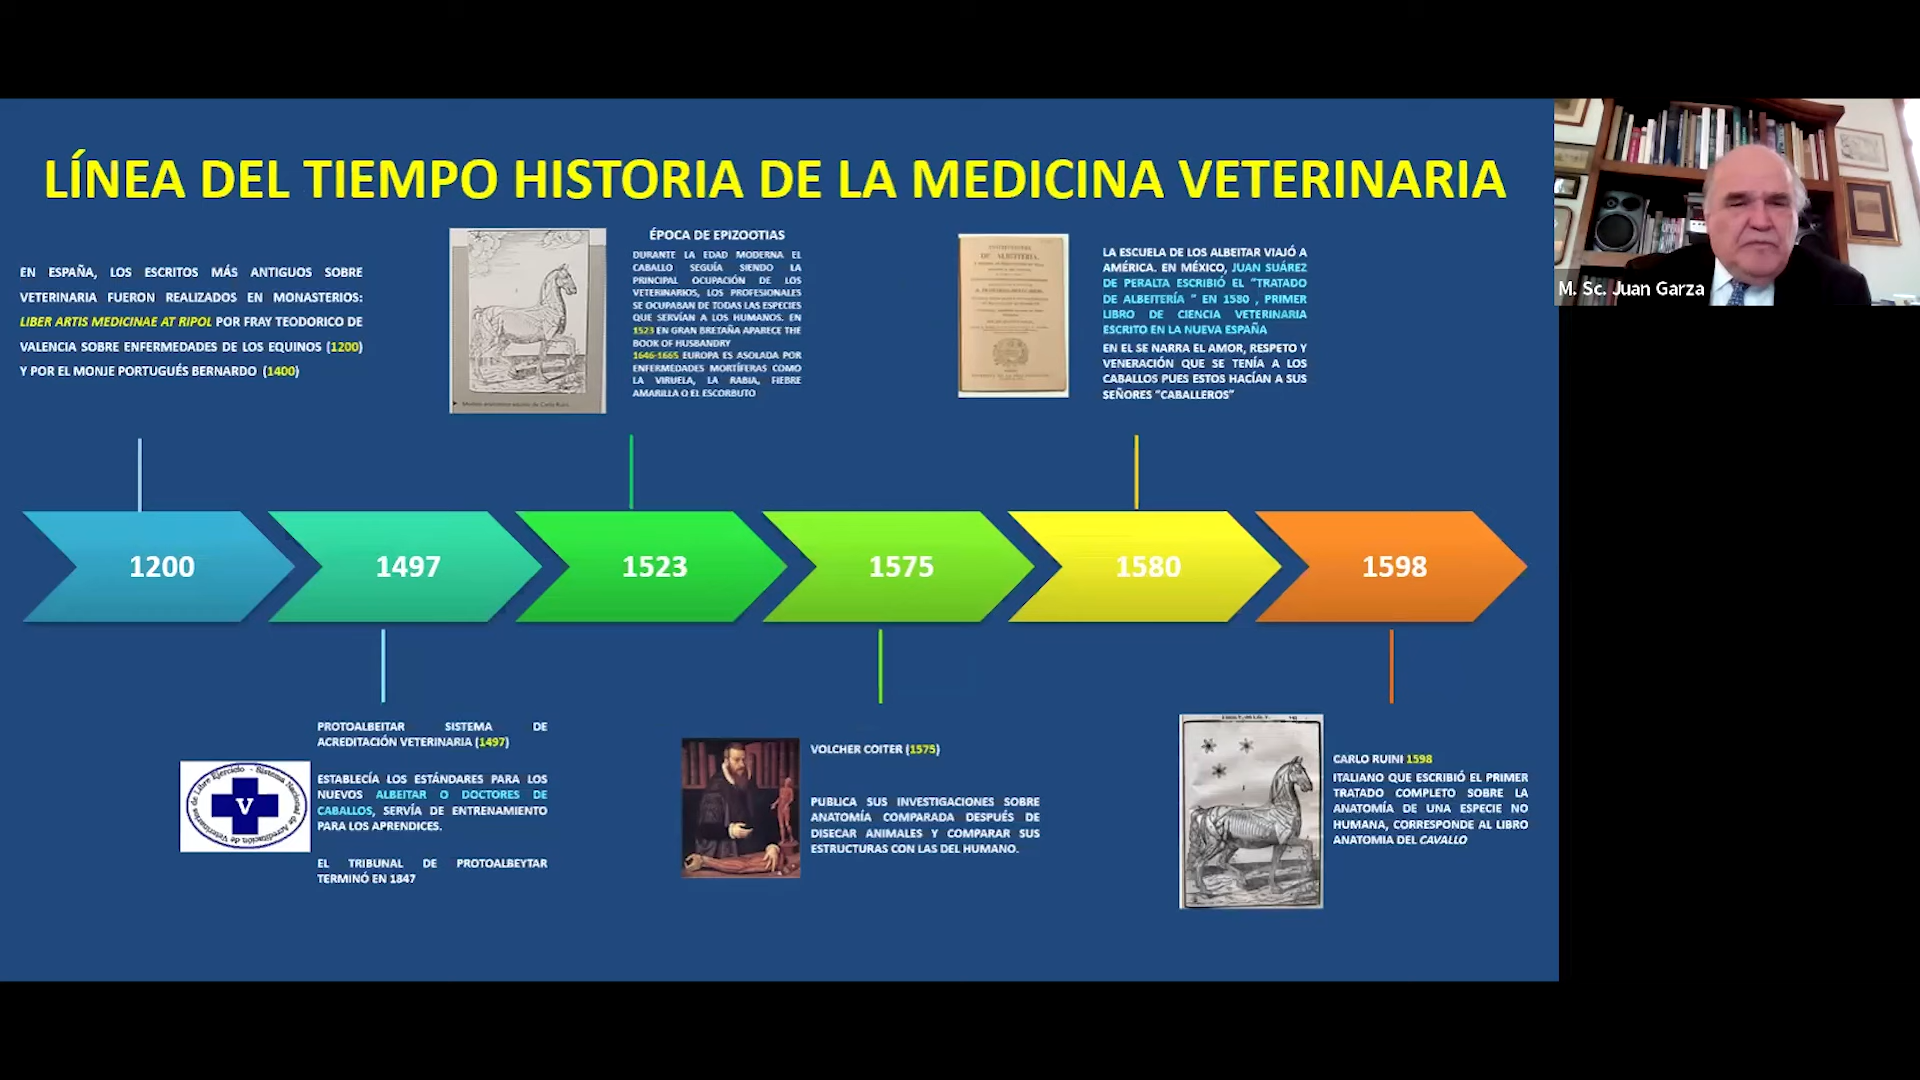 LÍNEA DEL TIEMPO HISTORIA DE LA MEDICINA VETERINARIA
EN ESPAÑA, LOS ESCRITOS MÁS ANTIGUOS SOBRE
VETERINARIA FUERON REALIZADOS EN MONASTERIOS:
LIBER ARTIS MEDICINAE AT RIPOL POR FRAY TEODORICO DE
VALENCIA SOBRE ENFERMEDADES DE LOS EQUINOS (1200)
Y POR EL MONJE PORTUGUÉS BERNARDO (1400)
ÉPOCA DE EPIZOOTIAS
DURANTE LA EDAD MODERNA EL
CABALLO SEGUÍA SIENDO LA
PRINCIPAL OCUPACIÓN DE LOS
VETERINARIOS, LOS PROFESIONALES
SE OCUPABAN DE TODAS LAS ESPECIES
QUE SERVÍAN A LOS HUMANOS. EN
1523 EN GRAN BRETAÑA APARECE THE
BOOK OF HUSBANDRY
1646-1665 EUROPA ES ASOLADA POR
ENFERMEDADES MORTÍFERAS COMO
LA VIRUELA, LA RABIA, FIEBRE
AMARILLA O EL ESCORBUTO
DE ALBEITERIA,
LA ESCUELA DE LOS ALBEITAR VIAJÓ A
AMÉRICA. EN MÉXICO, JUAN SUÁREZ
DE PERALTA ESCRIBIÓ EL "TRATADO
DE ALBEITERÍA " EN 1580 , PRIMER
LIBRO DE CIENCIA VETERINARIA
ESCRITO EN LA NUEVA ESPAÑA
EN EL SE NARRA EL AMOR, RESPETO Y
VENERACIÓN QUE SE TENÍA A LOS
CABALLOS PUES ESTOS HACÍAN A SUS
SEÑORES "CABALLEROS"
M. Sc. Juan Garza
1200
1497
1523
1575
1580
1598
PROTOALBEITAR SISTEMA DE
ACREDITACIÓN VETERINARIA (1497)
ESTABLECÍA LOS ESTÁNDARES PARA LOS
NUEVOS ALBEITAR O DOCTORES DE
CABALLOS, SERVÍA DE ENTRENAMIENTO
PARA LOS APRENDICES.
EL TRIBUNAL DE PROTOALBEYTAR
TERMINÓ EN 1847
Sistema Nacional de Acreditación de Veterinarios de Libre Ejercicio -
V
VOLCHER COITER (1575)
PUBLICA SUS INVESTIGACIONES SOBRE
ANATOMÍA COMPARADA DESPUÉS DE
DISECAR ANIMALES Y COMPARAR SUS
ESTRUCTURAS CON LAS DEL HUMANO.
CARLO RUINI 1598
ITALIANO QUE ESCRIBIÓ EL PRIMER
TRATADO COMPLETO SOBRE LA
ANATOMÍA DE UNA ESPECIE NO
HUMANA, CORRESPONDE AL LIBRO
ANATOMIA DEL CAVALLO